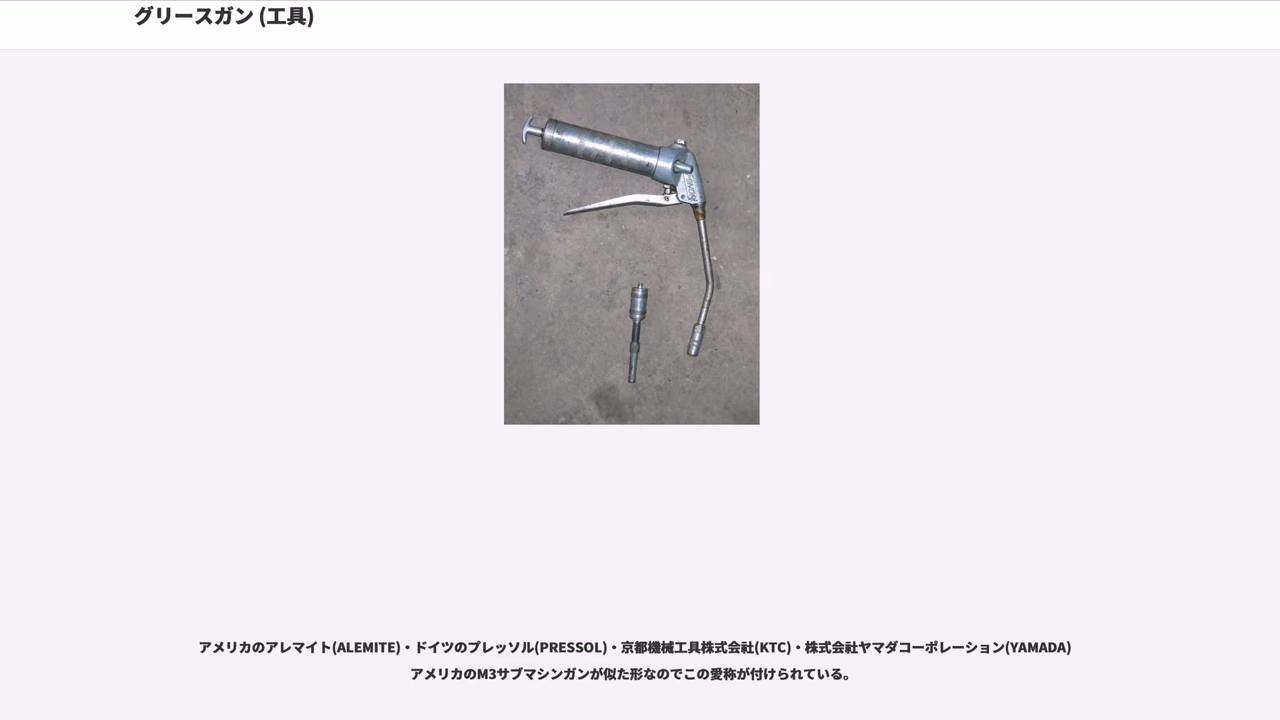 グリースガン (工具)
アメリカのアレマイト(ALEMITE)・ドイツのプレッソル(PRESSOL)・京都機械工具株式会社(KTC)・株式会社ヤマダコーポレーション(YAMADA)
アメリカのM3サブマシンガンが似た形なのでこの愛称が付けられている。